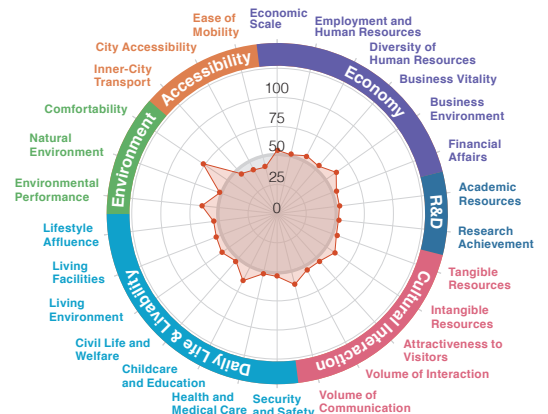 Economic
Scale
Employment and
Human Resources
Diversity of
Human Resources
Business Vitality
Business
Environment
Financial
Affairs
Academic
Resources
Research
Achievement
Tangible
Resources
Intangible
Resources
Attractiveness to
Visitors
Volume of Interaction
Volume of
Communication
Security
and Safety
Health and
Medical Care
Childcare
and Education
Civil Life and
Welfare
Living
Environment
Living
Facilities
Lifestyle
Affluence
Environmental
Performance
Natural
Environment
Comfortability
Inner-City
Transport
City Accessibility
Ease of
Mobility
Economy
R&D
Cultural Interaction
Daily Life & Livability
Environment
Accessibility
100
75
50
25
0